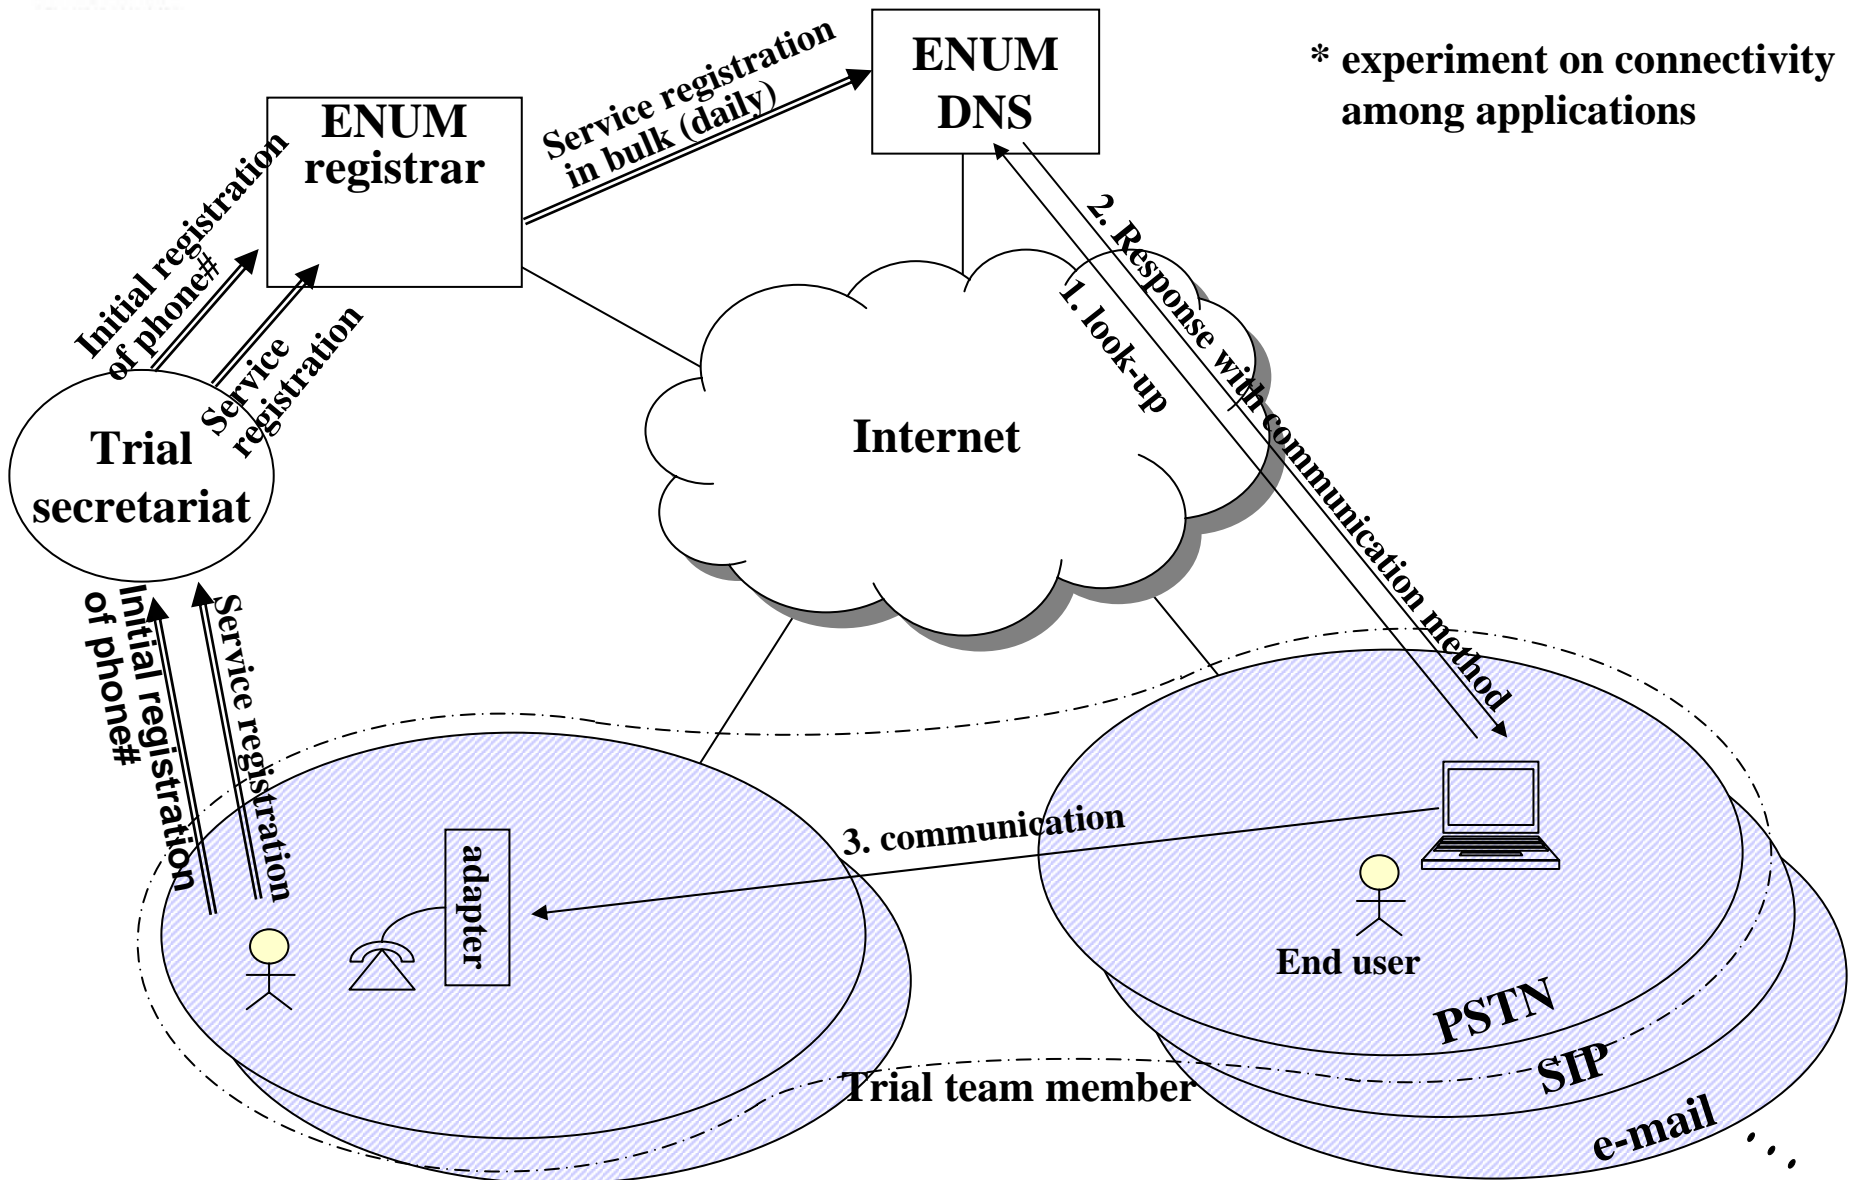 ENUM
DNS
* experiment on connectivity
among applications
ENUM
registrar
Service registration
in bulk (daily)
Initial registration
of phone#
Service
registration
2. Response with communication method
1. look-up
Internet
Trial
secretariat
Initial registration
of phone#
Service registration
3. communication
adapter
End user
PSTN
SIP
e-mail
Trial team member